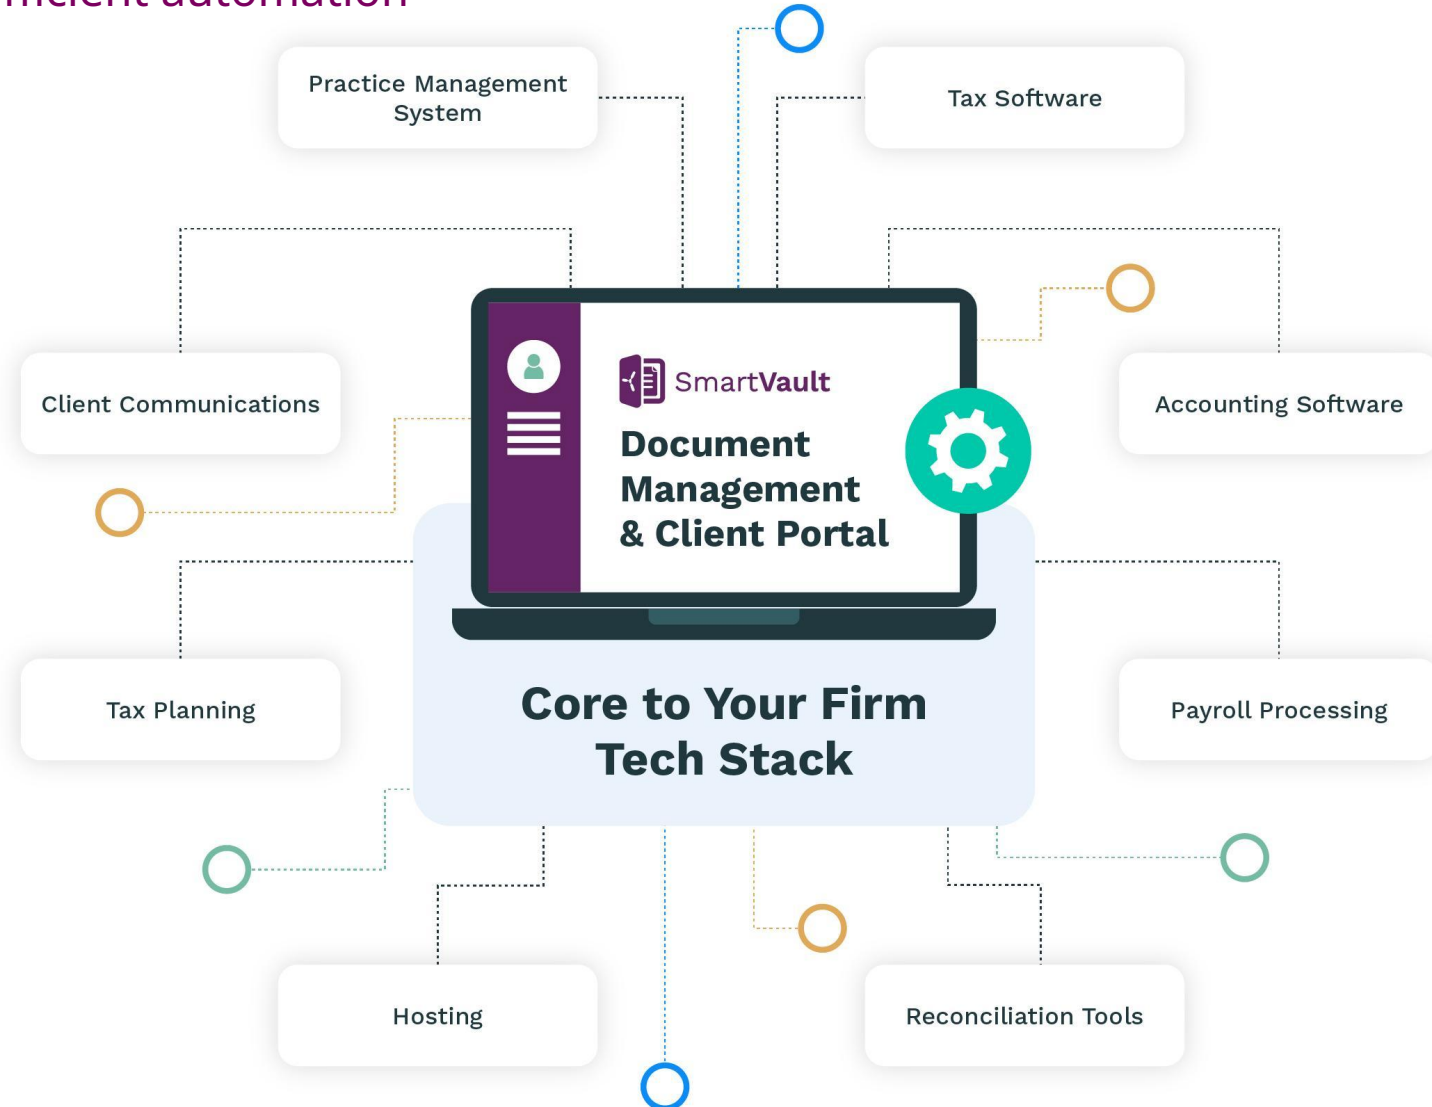 automation
Practice Management
System
Tax Software
Client Communications
SmartVault
Document
Management
& Client Portal
Accounting Software
Tax Planning
Core to Your Firm
Tech Stack
Payroll Processing
Hosting
Reconciliation Tools